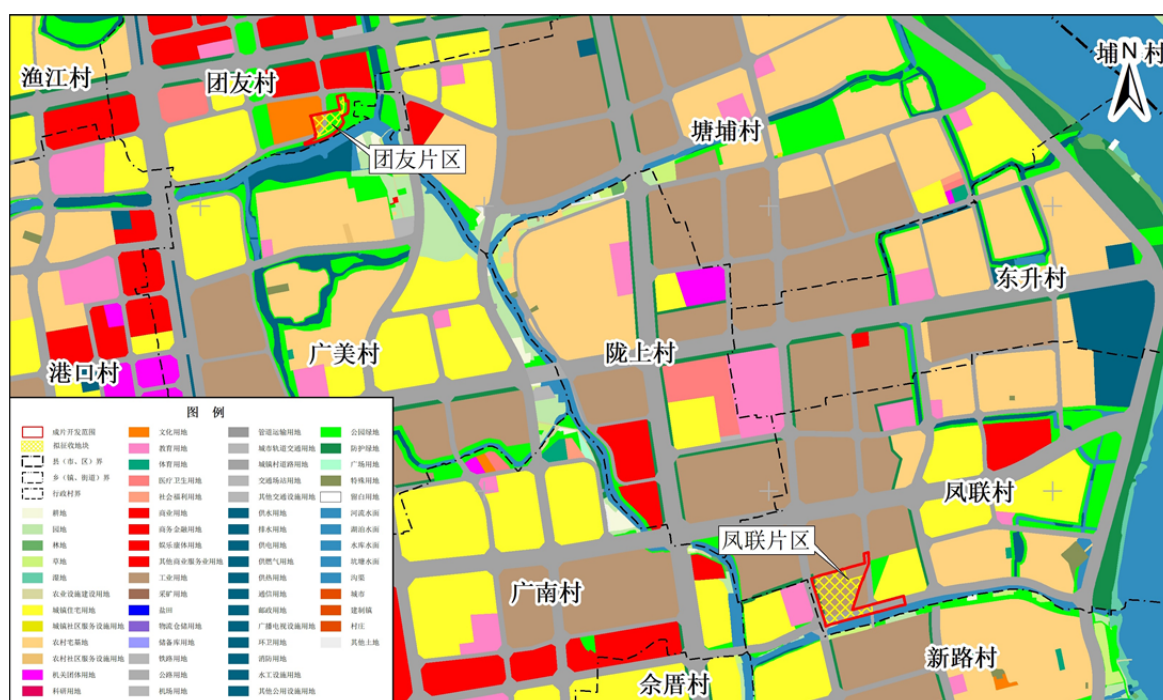 埔N村
渔江村
团友村
塘埔村
团友片区
东升村
陇上村
广美村
港口村
图 例
成片开发范围
拟征收地块
县（市、区）界
乡（镇、街道）界
行政村界
耕地
园地
林地
草地
湿地
农业设施建设用地
城镇住宅用地
城镇社区服务设施用地
农村宅基地
农村社区服务设施用地
机关团体用地
科研用地
文化用地
教育用地
体育用地
医疗卫生用地
社会福利用地
商业用地
商务金融用地
娱乐康体用地
其他商业服务业用地
工业用地
采矿用地
盐田
物流仓储用地
储备库用地
铁路用地
公路用地
机场用地
管道运输用地
城市轨道交通用地
城镇村道路用地
交通场站用地
其他交通设施用地
供水用地
排水用地
供电用地
供燃气用地
供热用地
通信用地
邮政用地
广播电视设施用地
环卫用地
消防用地
水工设施用地
其他公用设施用地
公园绿地
防护绿地
广场用地
特殊用地
留白用地
河流水面
湖泊水面
水库水面
坑塘水面
沟渠
城市
建制镇
村庄
其他土地
凤联村
凤联片区
广南村
新路村
佘厝村